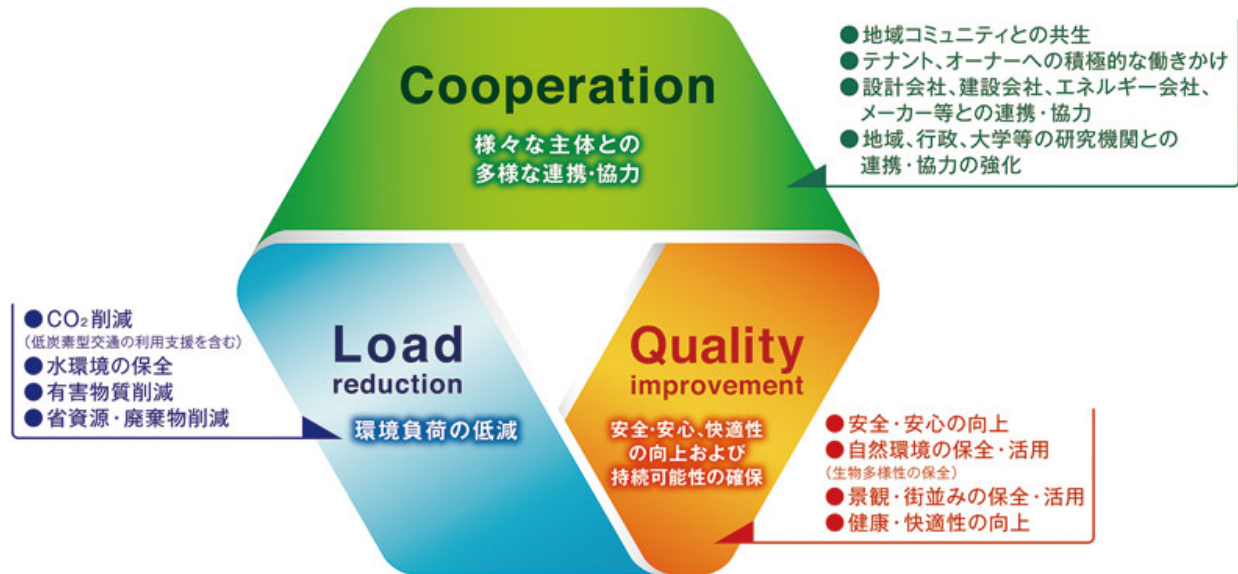 Cooperation
様々な主体との
多様な連携・協力
●地域コミュニティとの共生
●テナント、オーナーへの積極的な働きかけ
●設計会社、建設会社、エネルギー会社、
メーカー等との連携・協力
●地域、行政、大学等の研究機関との
連携・協力の強化
Load
reduction
環境負荷の低減
●CO₂削減
(低炭素型交通の利用支援を含む)
●水環境の保全
●有害物質削減
●省資源・廃棄物削減
Quality
improvement
安全・安心、快適性
の向上および
持続可能性の確保
●安全・安心の向上
●自然環境の保全・活用
(生物多様性の保全)
●景観・街並みの保全・活用
●健康・快適性の向上